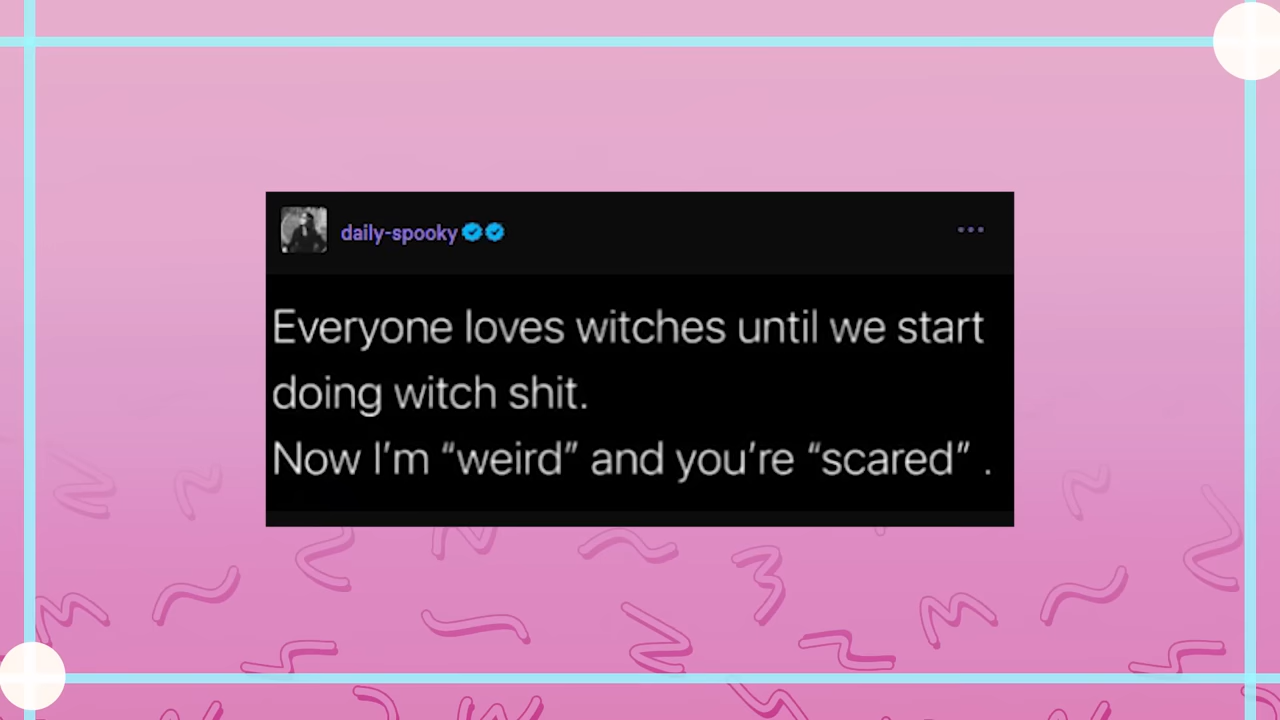 daily-spooky
Everyone loves witches until we start
doing witch shit.
Now I’m “weird” and you’re “scared” .